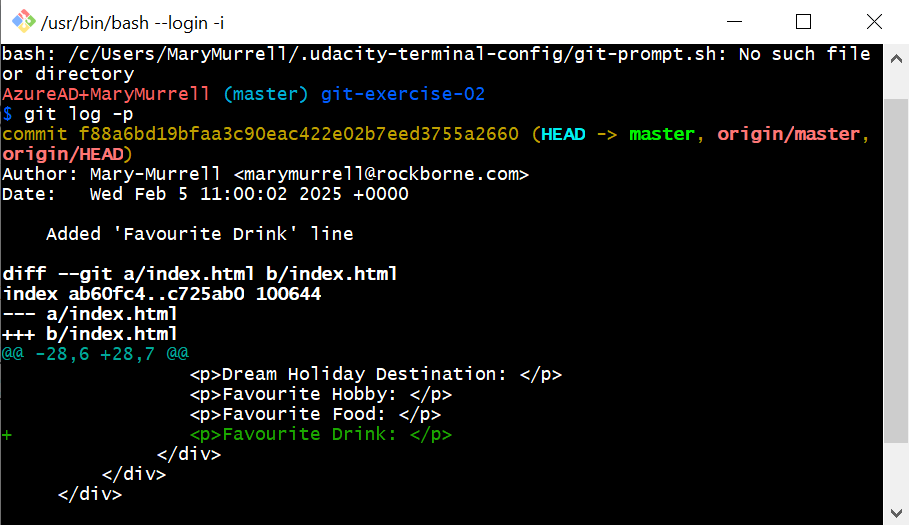 /usr/bin/bash --login -i
bash: /c/Users/MaryMurrell/.udacity-terminal-config/git-prompt.sh: No such file
or directory
AzureAD+MaryMurrell (master) git-exercise-02
$ git log -p
commit f88a6bd19bfaa3c90eac422e02b7eed3755a2660 (HEAD -> master, origin/master,
origin/HEAD)
Author: Mary-Murrell <marymurrell@rockborne.com>
Date:   Wed Feb 5 11:00:02 2025 +0000
    Added 'Favourite Drink' line
diff --git a/index.html b/index.html
index ab60fc4..c725ab0 100644
--- a/index.html
+++ b/index.html
@@ -28,6 +28,7 @@
                 <p>Dream Holiday Destination: </p>
                 <p>Favourite Hobby: </p>
                 <p>Favourite Food: </p>
+                <p>Favourite Drink: </p>
              </div>
         </div>
     </div>